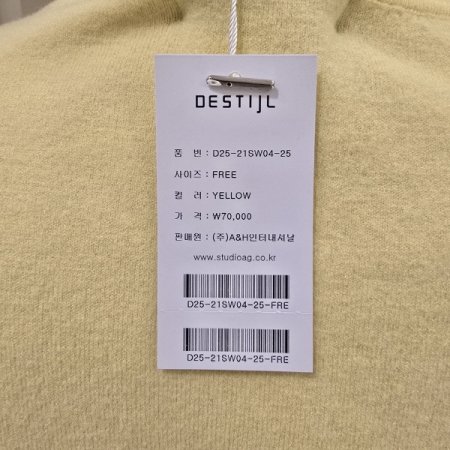 DESTIJL
품 번 : D25-21SW04-25
사이즈 : FREE
컬 러 : YELLOW
가 격 : ₩70,000
판매원 : (주)A&H인터내셔날
www.studioag.co.kr
D25-21SW04-25-FRE
D25-21SW04-25-FRE